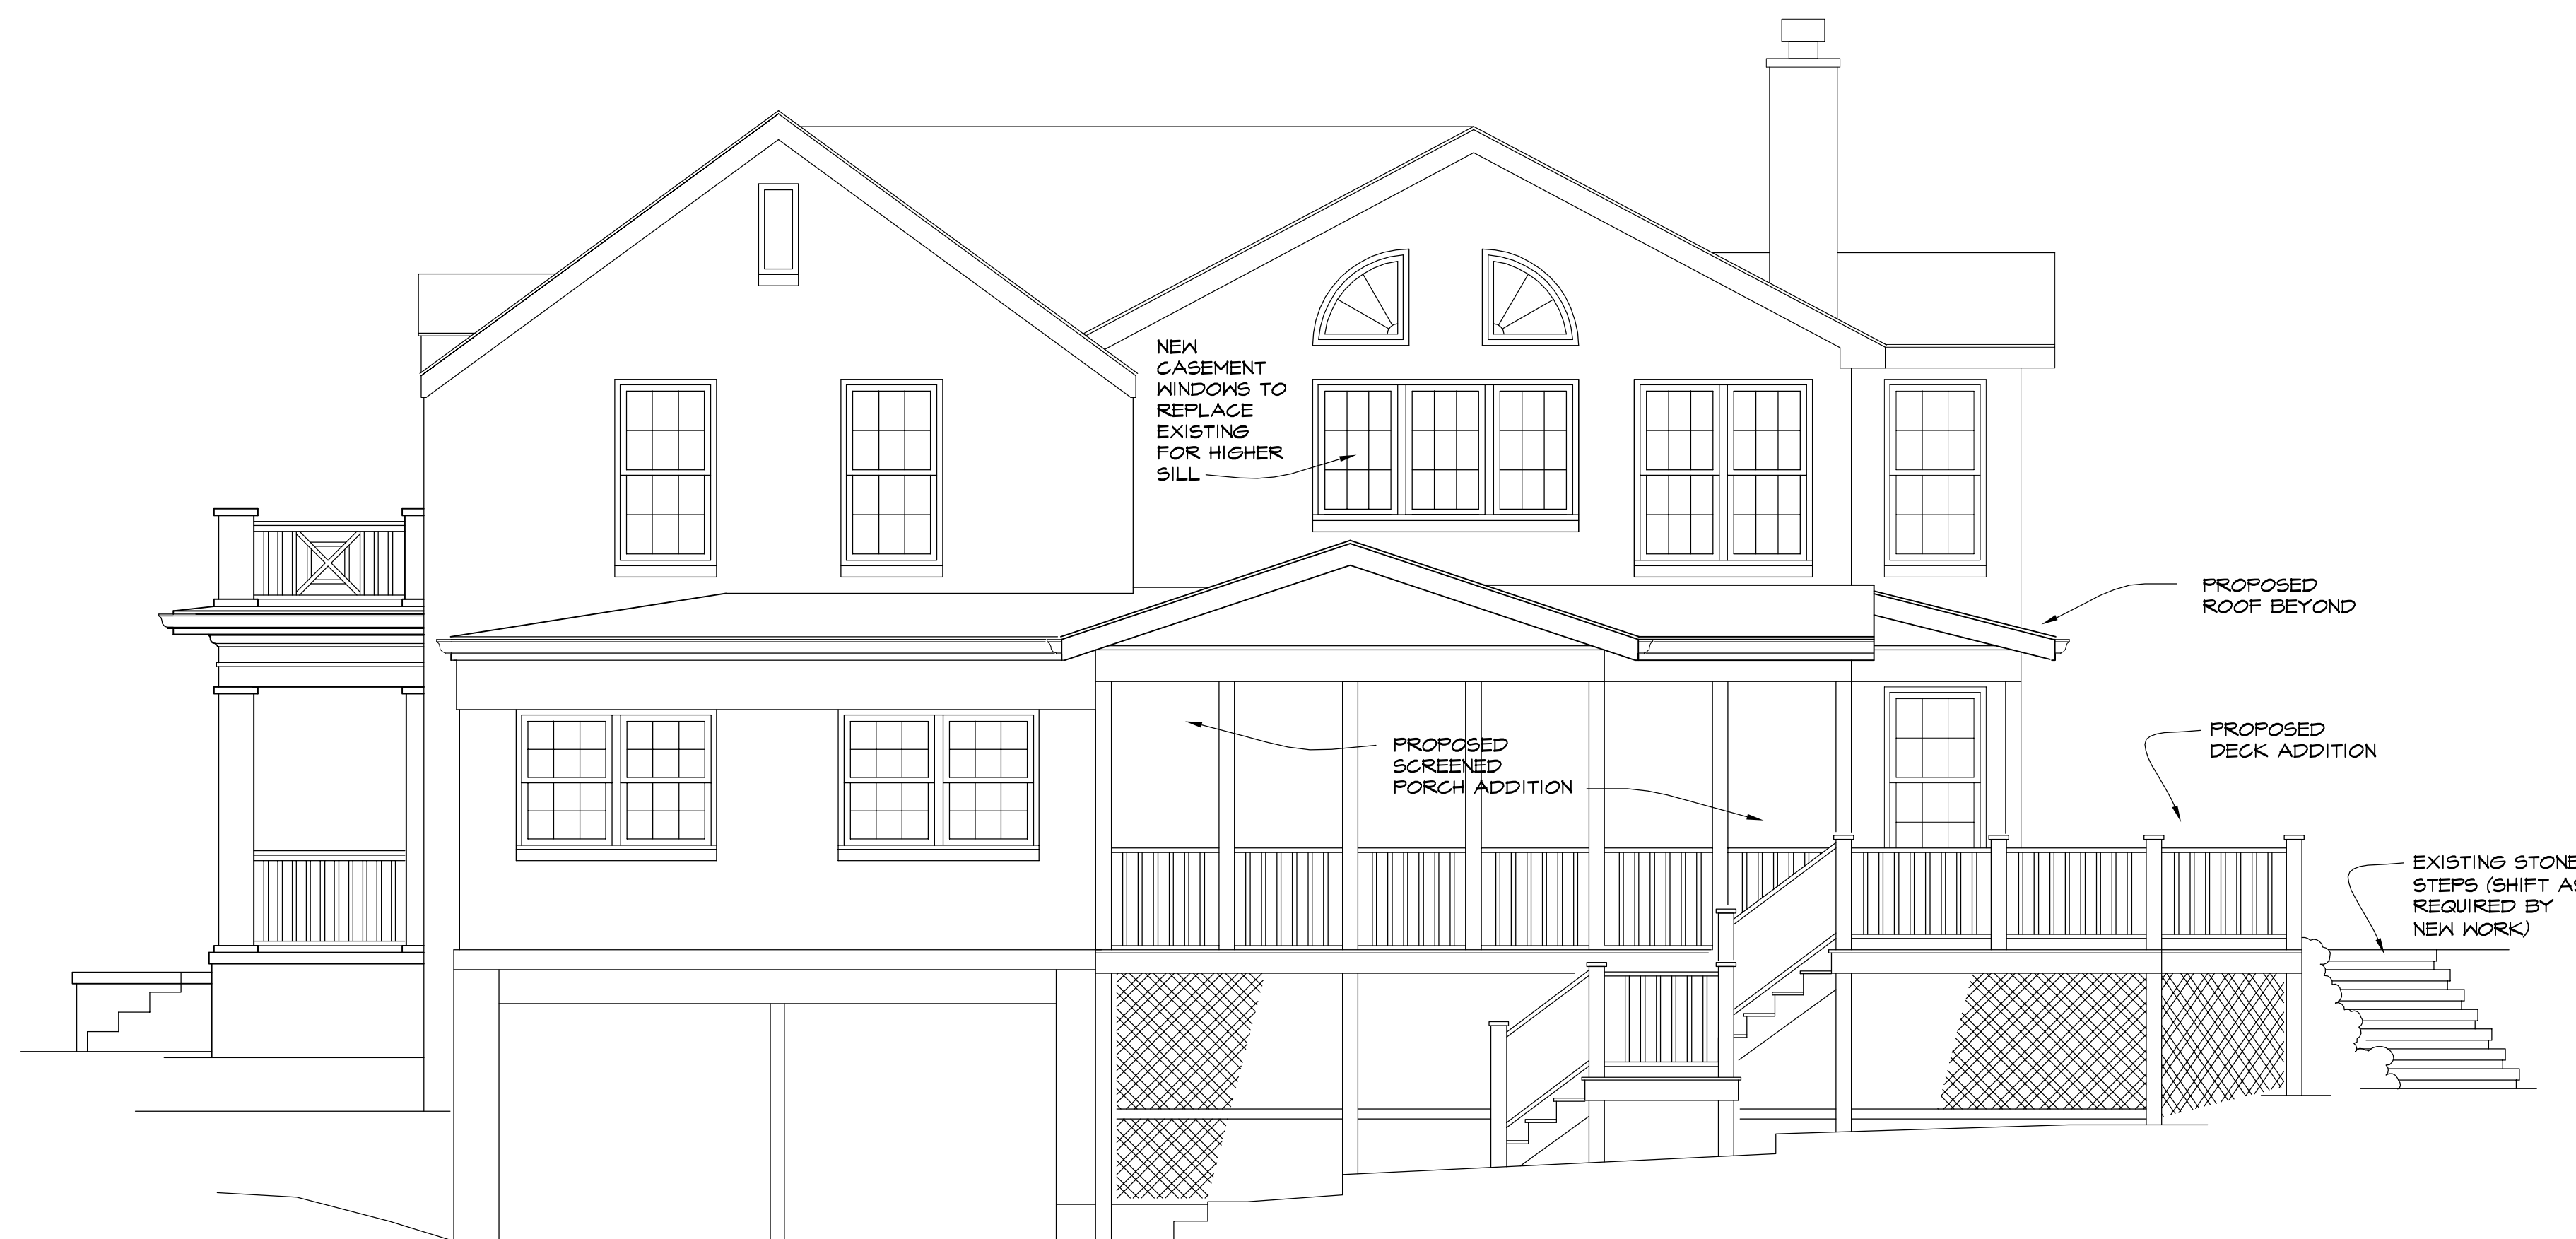 NEW
CASEMENT
WINDOWS TO
REPLACE
EXISTING
FOR HIGHER
SILL
PROPOSED
ROOF BEYOND
PROPOSED
SCREENED
PORCH ADDITION
PROPOSED
DECK ADDITION
EXISTING STONE
STEPS (SHIFT AS
REQUIRED BY
NEW WORK)